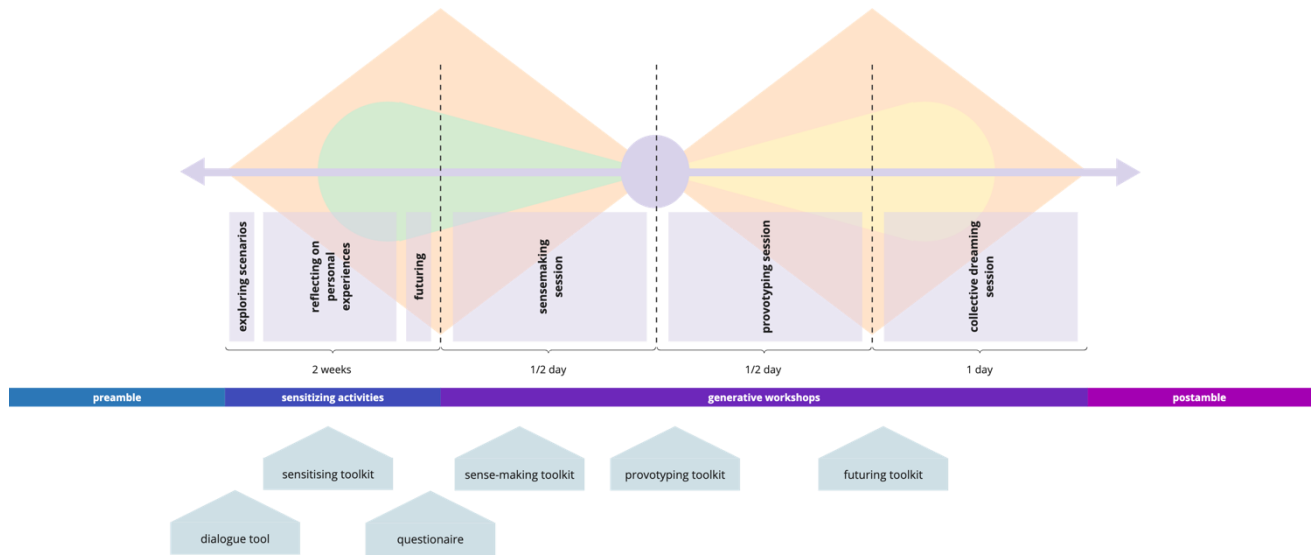 exploring scenarios
reflecting on
personal
experiences
futuring
sensemaking
session
provotyping session
collective dreaming
session
2 weeks
1/2 day
1/2 day
1 day
preamble
sensitizing activities
generative workshops
postamble
sensitising toolkit
sense-making toolkit
provotyping toolkit
futuring toolkit
dialogue tool
questionaire